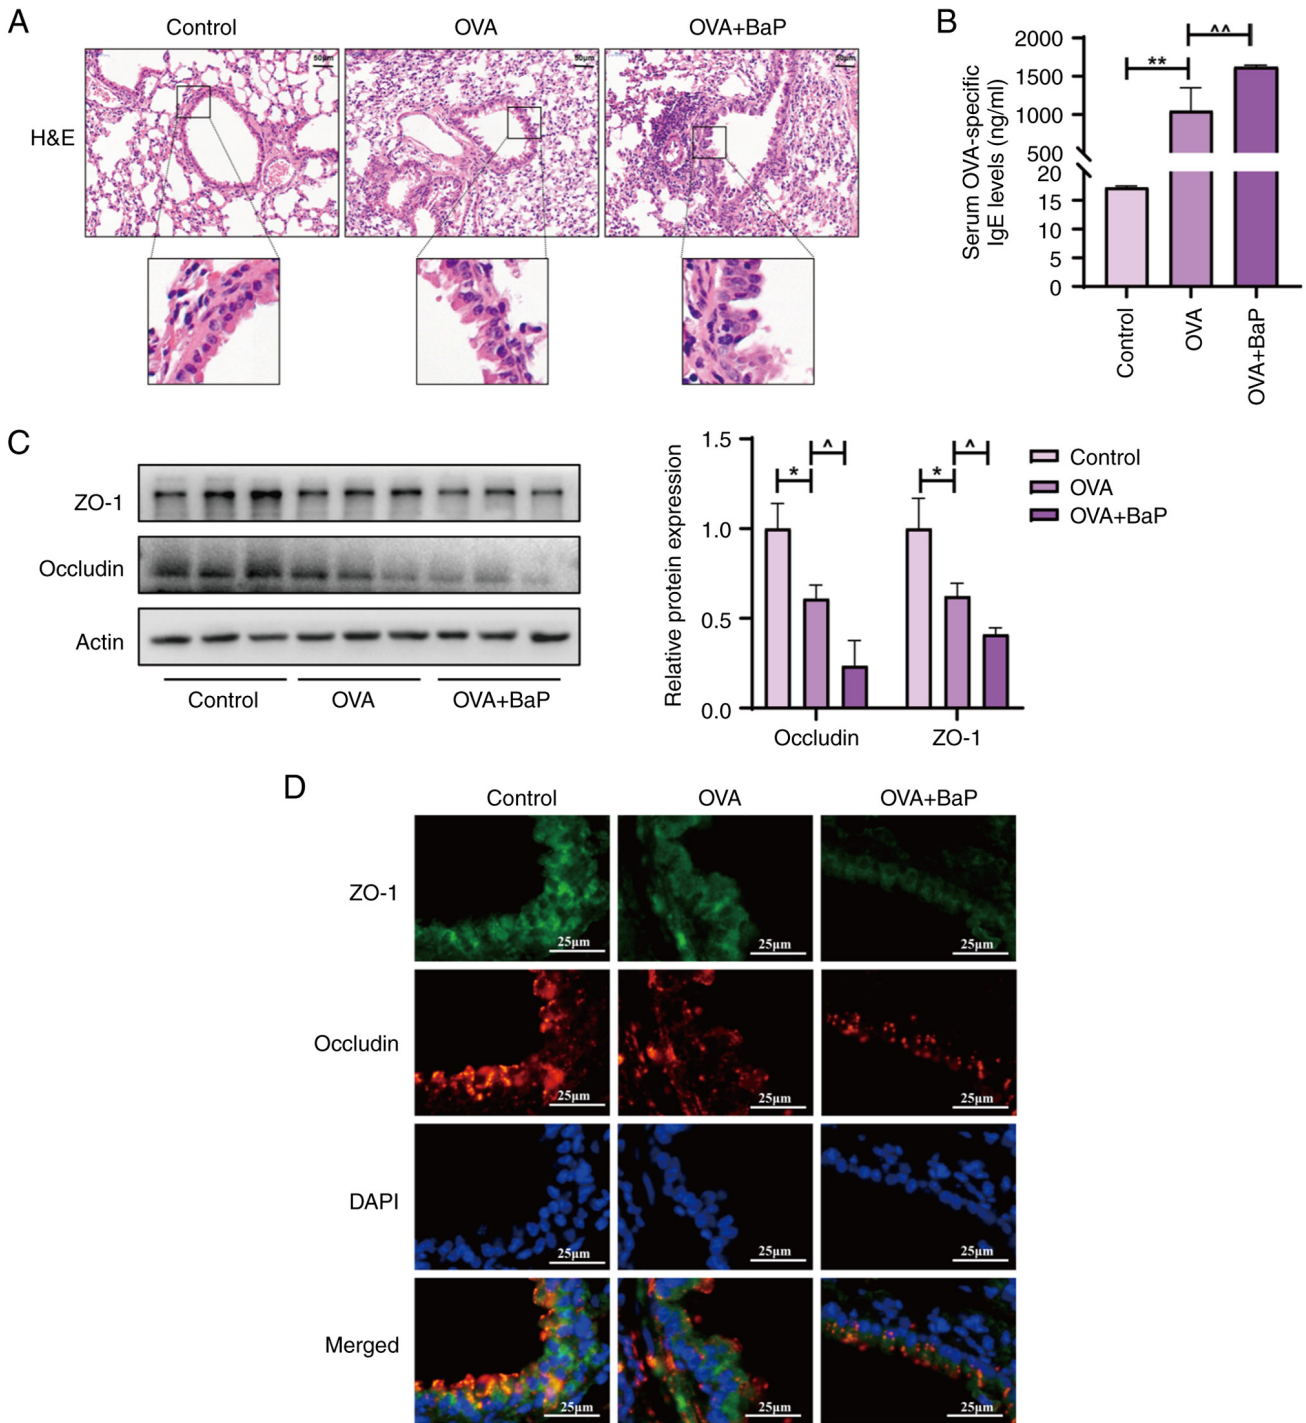 A
Control
OVA
OVA+BaP
H&E
50μm
50μm
50μm
B
Serum OVA-specific
IgE levels (ng/ml)
2000
1500
1000
500
20
15
10
5
0
**
^^
Control
OVA
OVA+BaP
C
ZO-1
Occludin
Actin
Control
OVA
OVA+BaP
Relative protein expression
1.5
1.0
0.5
0.0
*
^
*
^
Occludin
ZO-1
Control
OVA
OVA+BaP
D
Control
OVA
OVA+BaP
ZO-1
25μm
25μm
25μm
Occludin
25μm
25μm
25μm
DAPI
25μm
25μm
25μm
Merged
25μm
25μm
25μm